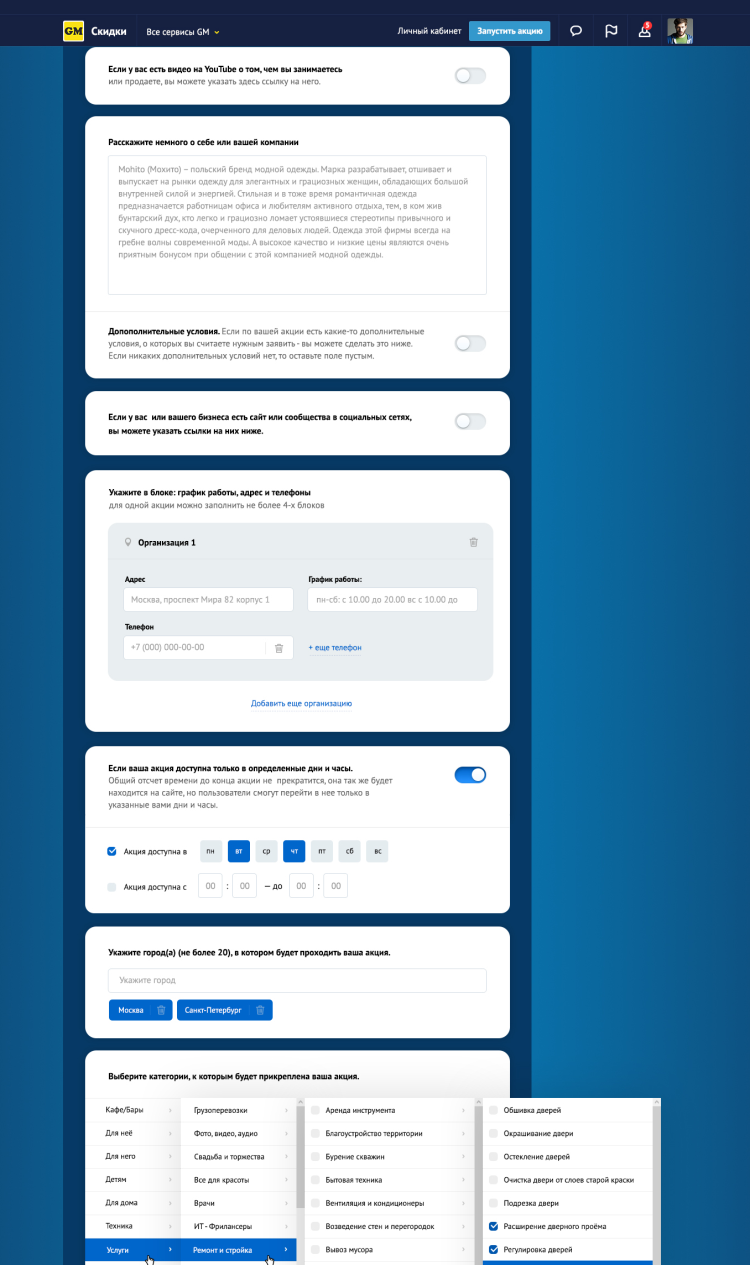 GM Скидки Все сервисы GM Личный кабинет Запустить акцию 5
Если у вас есть видео на YouTube о том, чем вы занимаетесь
или продаете, вы можете указать здесь ссылку на него.
Расскажите немного о себе или вашей компании
Mohito (Мохито) – польский бренд модной одежды. Марка разрабатывает, отшивает и
выпускает на рынки одежду для элегантных и грациозных женщин, обладающих большой
внутренней силой и энергией. Стильная и в тоже время романтичная одежда
предназначается работницам офиса и любителям активного отдыха, тем, в ком жив
бунтарский дух, кто легко и грациозно ломает устоявшиеся стереотипы привычного и
скучного дресс-кода, очерченного для деловых людей. Одежда этой фирмы всегда на
гребне волны современной моды. А высокое качество и низкие цены являются очень
приятным бонусом при общении с этой компанией модной одежды.
Допополнительные условия. Если по вашей акции есть какие-то дополнительные
условия, о которых вы считаете нужным заявить - вы можете сделать это ниже.
Если никаких дополнительных условий нет, то оставьте поле пустым.
Если у вас или вашего бизнеса есть сайт или сообщества в социальных сетях,
вы можете указать ссылки на них ниже.
Укажите в блоке: график работы, адрес и телефоны
для одной акции можно заполнить не более 4-х блоков
Организация 1
Адрес График работы:
Москва, проспект Мира 82 корпус 1 пн-сб: с 10.00 до 20.00 вс с 10.00 до
Телефон
+7 (000) 000-00-00 + еще телефон
Добавить еще организацию
Если ваша акция доступна только в определенные дни и часы.
Общий отсчет времени до конца акции не прекратится, она так же будет
находится на сайте, но пользователи смогут перейти в нее только в
указанные вами дни и часы.
Акция доступна в пн вт ср чт пт сб вс
Акция доступна с 00 : 00 — до 00 : 00
Укажите город(а) (не более 20), в котором будет проходить ваша акция.
Укажите город
Москва Санкт-Петербург
Выберите категории, к которым будет прикреплена ваша акция.
Кафе/Бары Грузоперевозки Аренда инструмента Обшивка дверей
Для неё Фото, видео, аудио Благоустройство территории Окрашивание двери
Для него Свадьба и торжества Бурение скважин Остекление дверей
Детям Все для красоты Бытовая техника Очистка двери от слоев старой краски
Для дома Врачи Вентиляция и кондиционеры Подрезка двери
Техника ИТ - Фрилансеры Возведение стен и перегородок Расширение дверного проёма
Услуги Ремонт и стройка Вывоз мусора Регулировка дверей